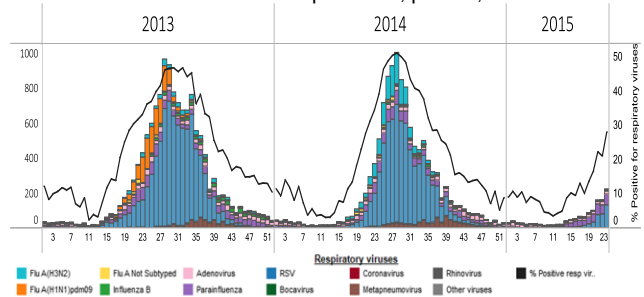 2013 2014 2015
1000
800
600
400
200
0
50
40
30
20
10
0
% Positive for respiratory viruses
3 7 11 15 19 23 27 31 35 39 43 47 51 3 7 11 15 19 23 27 31 35 39 43 47 51 3 7 11 15 19 23
Respiratory viruses
Flu A(H3N2) Flu A Not Subtyped Adenovirus RSV Coronavirus Rhinovirus % Positive resp vir..
Flu A(H1N1)pdm09 Influenza B Parainfluenza Bocavirus Metapneumovirus Other viruses